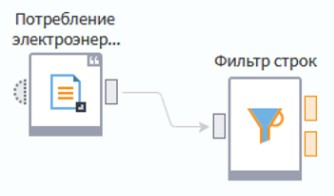 Потребление
электроэнер...
Фильтр строк